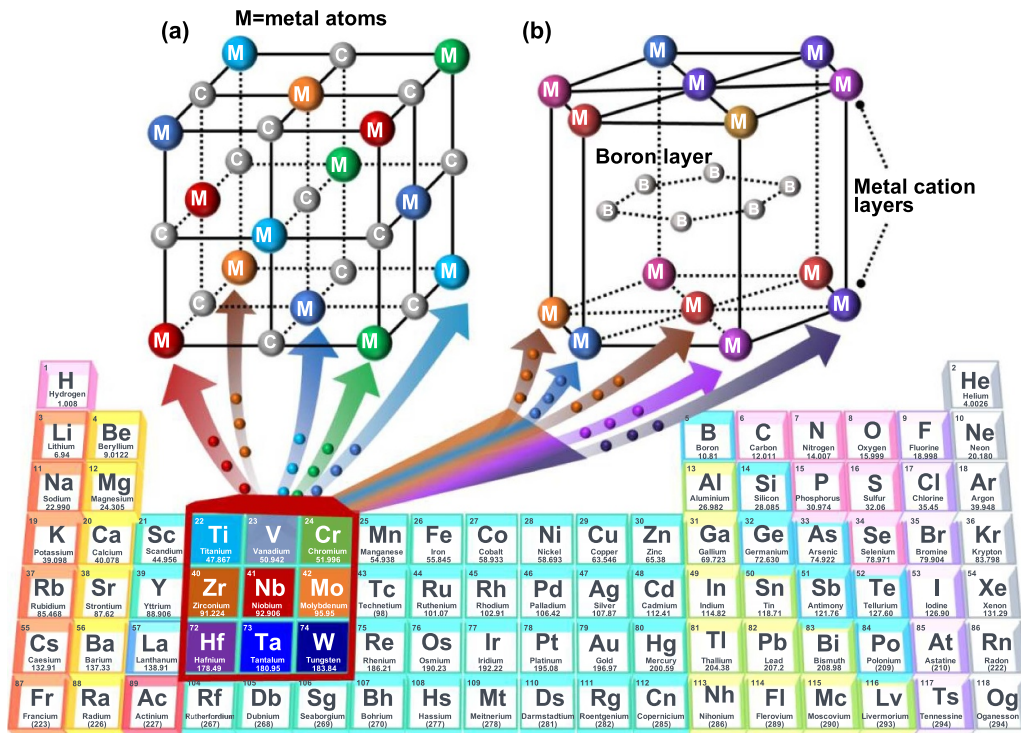 M=metal atoms
(a)
M C M
C M C
M C M
C M C
M C M
C M C
M C M
C M C
M C M
(b)
M M
M M M
M M
Boron layer
B B B
B B B
Metal cation
layers
M M
M M M
M M
1 2
H He
Hydrogen Helium
1.008 4.0026
3 4 5 6 7 8 9 10
Li Be B C N O F Ne
Lithium Beryllium Boron Carbon Nitrogen Oxygen Fluorine Neon
6.94 9.0122 10.81 12.011 14.007 15.999 18.998 20.180
11 12 13 14 15 16 17 18
Na Mg Al Si P S Cl Ar
Sodium Magnesium Aluminium Silicon Phosphorus Sulfur Chlorine Argon
22.990 24.305 26.982 28.085 30.974 32.06 35.45 39.948
19 20 21 22 23 24 25 26 27 28 29 30 31 32 33 34 35 36
K Ca Sc Ti V Cr Mn Fe Co Ni Cu Zn Ga Ge As Se Br Kr
Potassium Calcium Scandium Titanium Vanadium Chromium Manganese Iron Cobalt Nickel Copper Zinc Gallium Germanium Arsenic Selenium Bromine Krypton
39.098 40.078 44.956 47.867 50.942 51.996 54.938 55.845 58.933 58.693 63.546 65.38 69.723 72.630 74.922 78.971 79.904 83.798
37 38 39 40 41 42 43 44 45 46 47 48 49 50 51 52 53 54
Rb Sr Y Zr Nb Mo Tc Ru Rh Pd Ag Cd In Sn Sb Te I Xe
Rubidium Strontium Yttrium Zirconium Niobium Molybdenum Technetium Ruthenium Rhodium Palladium Silver Cadmium Indium Tin Antimony Tellurium Iodine Xenon
85.468 87.62 88.906 91.224 92.906 95.95 (98) 101.07 102.91 106.42 107.87 112.41 114.82 118.71 121.76 127.60 126.90 131.29
55 56 57 72 73 74 75 76 77 78 79 80 81 82 83 84 85 86
Cs Ba La Hf Ta W Re Os Ir Pt Au Hg Tl Pb Bi Po At Rn
Caesium Barium Lanthanum Hafnium Tantalum Tungsten Rhenium Osmium Iridium Platinum Gold Mercury Thallium Lead Bismuth Polonium Astatine Radon
132.91 137.33 138.91 178.49 180.95 183.84 186.21 190.23 192.22 195.08 196.97 200.59 204.38 207.2 208.98 (209) (210) (222)
87 88 89 104 105 106 107 108 109 110 111 112 113 114 115 116 117 118
Fr Ra Ac Rf Db Sg Bh Hs Mt Ds Rg Cn Nh Fl Mc Lv Ts Og
Francium Radium Actinium Rutherfordium Dubnium Seaborgium Bohrium Hassium Meitnerium Darmstadtium Roentgenium Copernicium Nihonium Flerovium Moscovium Livermorium Tennessine Oganesson
(223) (226) (227) (267) (268) (270) (277) (281) (282) (285) (286) (289) (290) (293) (294) (294)